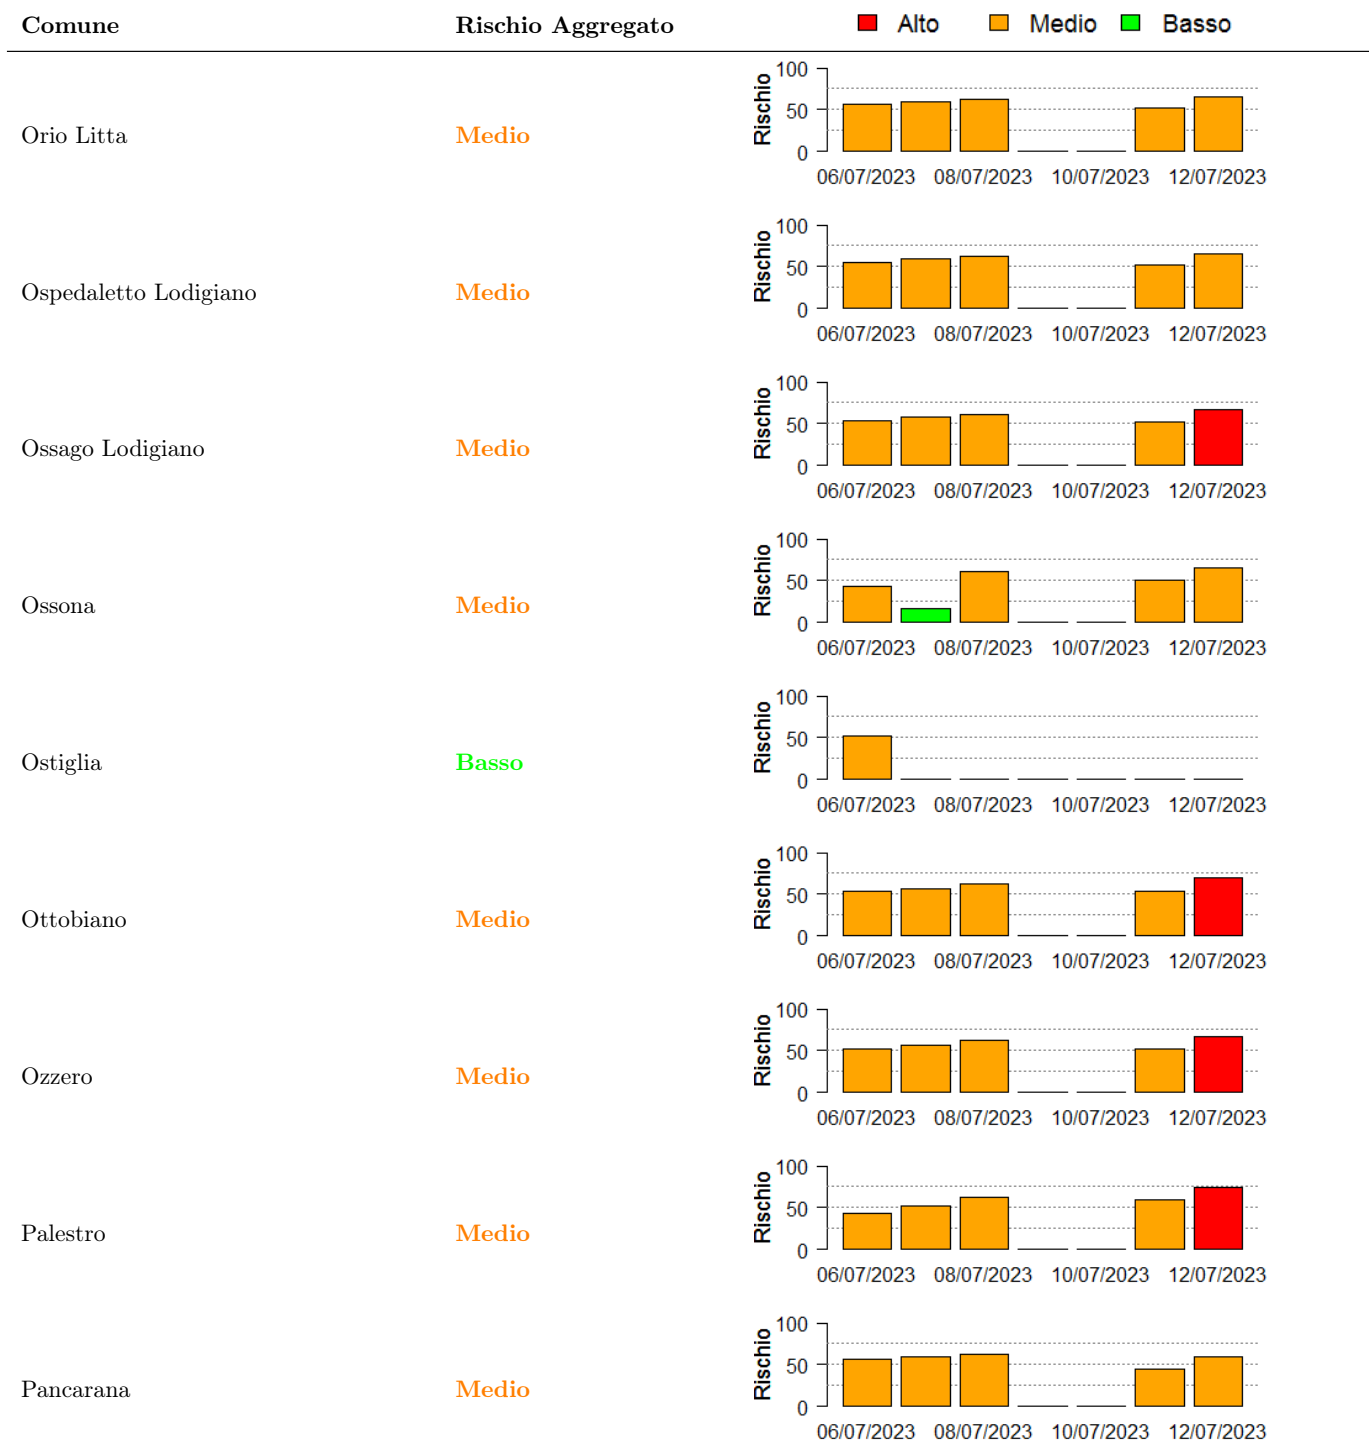 Comune Rischio Aggregato Alto Medio Basso
100
50
0
Rischio
Orio Litta Medio
06/07/2023 08/07/2023 10/07/2023 12/07/2023
100
50
0
Rischio
Ospedaletto Lodigiano Medio
06/07/2023 08/07/2023 10/07/2023 12/07/2023
100
50
0
Rischio
Ossago Lodigiano Medio
06/07/2023 08/07/2023 10/07/2023 12/07/2023
100
50
0
Rischio
Ossona Medio
06/07/2023 08/07/2023 10/07/2023 12/07/2023
100
50
0
Rischio
Ostiglia Basso
06/07/2023 08/07/2023 10/07/2023 12/07/2023
100
50
0
Rischio
Ottobiano Medio
06/07/2023 08/07/2023 10/07/2023 12/07/2023
100
50
0
Rischio
Ozzero Medio
06/07/2023 08/07/2023 10/07/2023 12/07/2023
100
50
0
Rischio
Palestro Medio
06/07/2023 08/07/2023 10/07/2023 12/07/2023
100
50
0
Rischio
Pancarana Medio
06/07/2023 08/07/2023 10/07/2023 12/07/2023